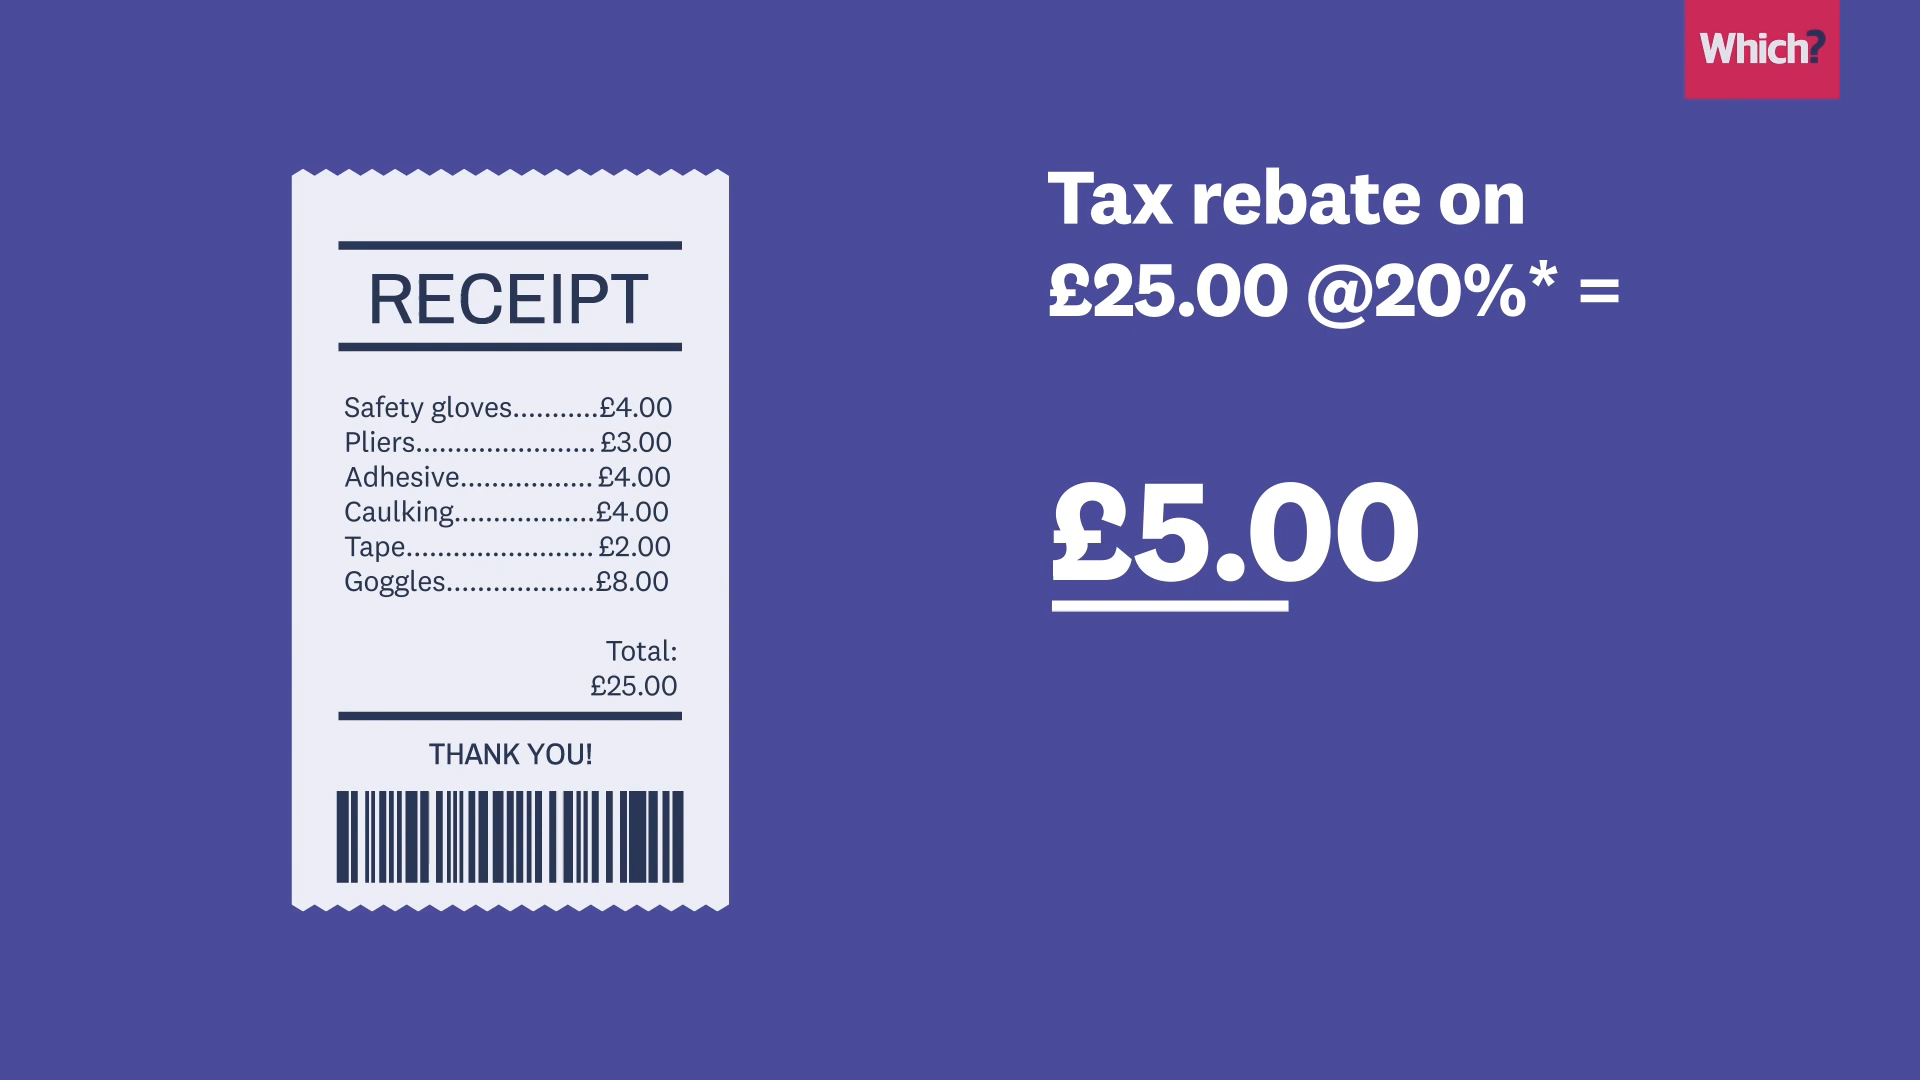 Which?
RECEIPT
Safety gloves...........£4.00
Pliers.......................£3.00
Adhesive.................£4.00
Caulking..................£4.00
Tape........................£2.00
Goggles...................£8.00
Total:
£25.00
THANK YOU!
Tax rebate on
£25.00 @20%* =
£5.00